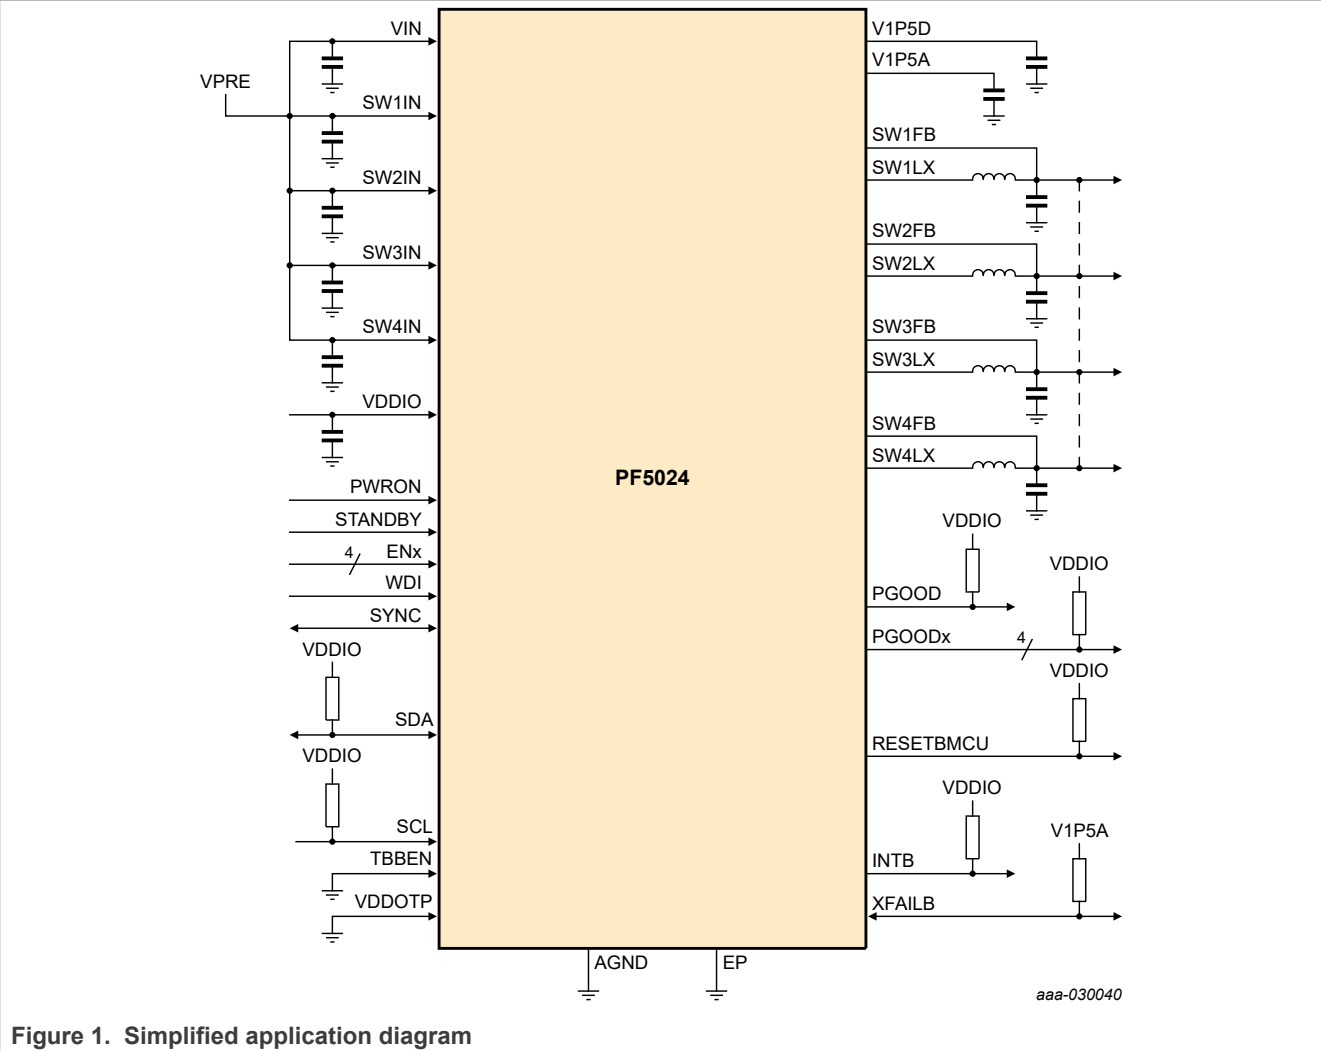 VIN
VPRE
SW1IN
SW2IN
SW3IN
SW4IN
VDDIO
PWRON
STANDBY
4 ENx
WDI
SYNC
VDDIO
SDA
VDDIO
SCL
TBBEN
VDDOTP
PF5024
V1P5D
V1P5A
SW1FB
SW1LX
SW2FB
SW2LX
SW3FB
SW3LX
SW4FB
SW4LX
VDDIO
VDDIO
PGOOD
PGOODx 4
VDDIO
RESETBMCU
VDDIO
V1P5A
INTB
XFAILB
AGND
EP
aaa-030040
Figure 1. Simplified application diagram